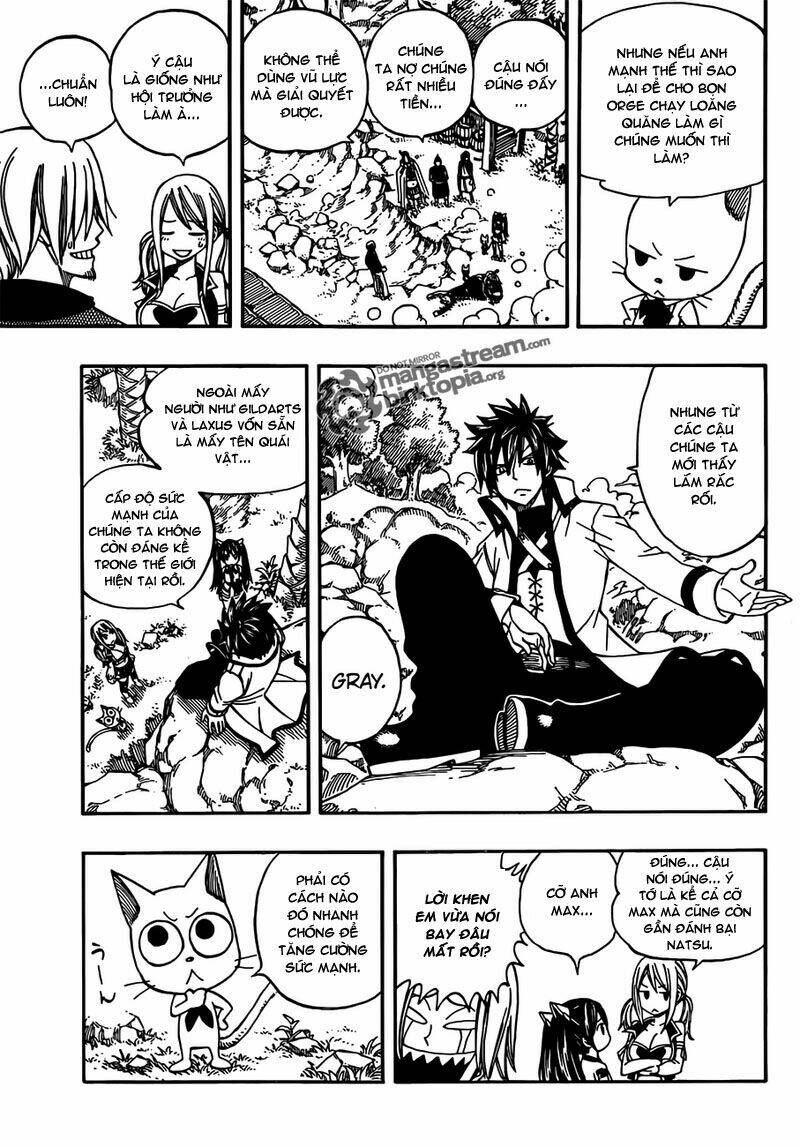 NHƯNG NẾU ANH
MẠNH THẾ THÌ SAO
LẠI ĐỂ CHO BỌN
ORGE CHẠY LOĂNG
QUĂNG LÀM GÌ
CHÚNG MUỐN THÌ
LÀM?
CẬU NÓI
ĐÚNG ĐẤY
...
CHÚNG
TA NỢ CHÚNG
RẤT NHIỀU
TIỀN...
KHÔNG THỂ
DÙNG VŨ LỰC
MÀ GIẢI QUYẾT
ĐƯỢC.
Ý CẬU
LÀ GIỐNG NHƯ
HỘI TRƯỞNG
LÀM À...
...CHUẨN
LUÔN!
DO NOT MIRROR
mangastream.com
binktopia.org
NHƯNG TỪ
CÁC CẬU
CHÚNG TA
MỚI THẤY
LẮM RẮC
RỐI.
GRAY.
NGOÀI MẤY
NGƯỜI NHƯ GILDARTS
VÀ LAXUS VỐN SẴN
LÀ MẤY TÊN QUÁI
VẬT...
CẤP ĐỘ SỨC
MẠNH CỦA
CHÚNG TA KHÔNG
CÒN ĐÁNG KỂ
TRONG THẾ GIỚI
HIỆN TẠI RỒI.
ĐÚNG... CẬU
NÓI ĐÚNG... Ý
TỚ LÀ KỂ CẢ CỠ
MAX MÀ CŨNG CÒN
GẦN ĐÁNH BẠI
NATSU.
CỠ ANH
MAX...
LỜI KHEN
EM VỪA NÓI
BAY ĐÂU
MẤT RỒI?
PHẢI CÓ
CÁCH NÀO
ĐÓ NHANH
CHÓNG ĐỂ
TĂNG CƯỜNG
SỨC MẠNH.
うーん